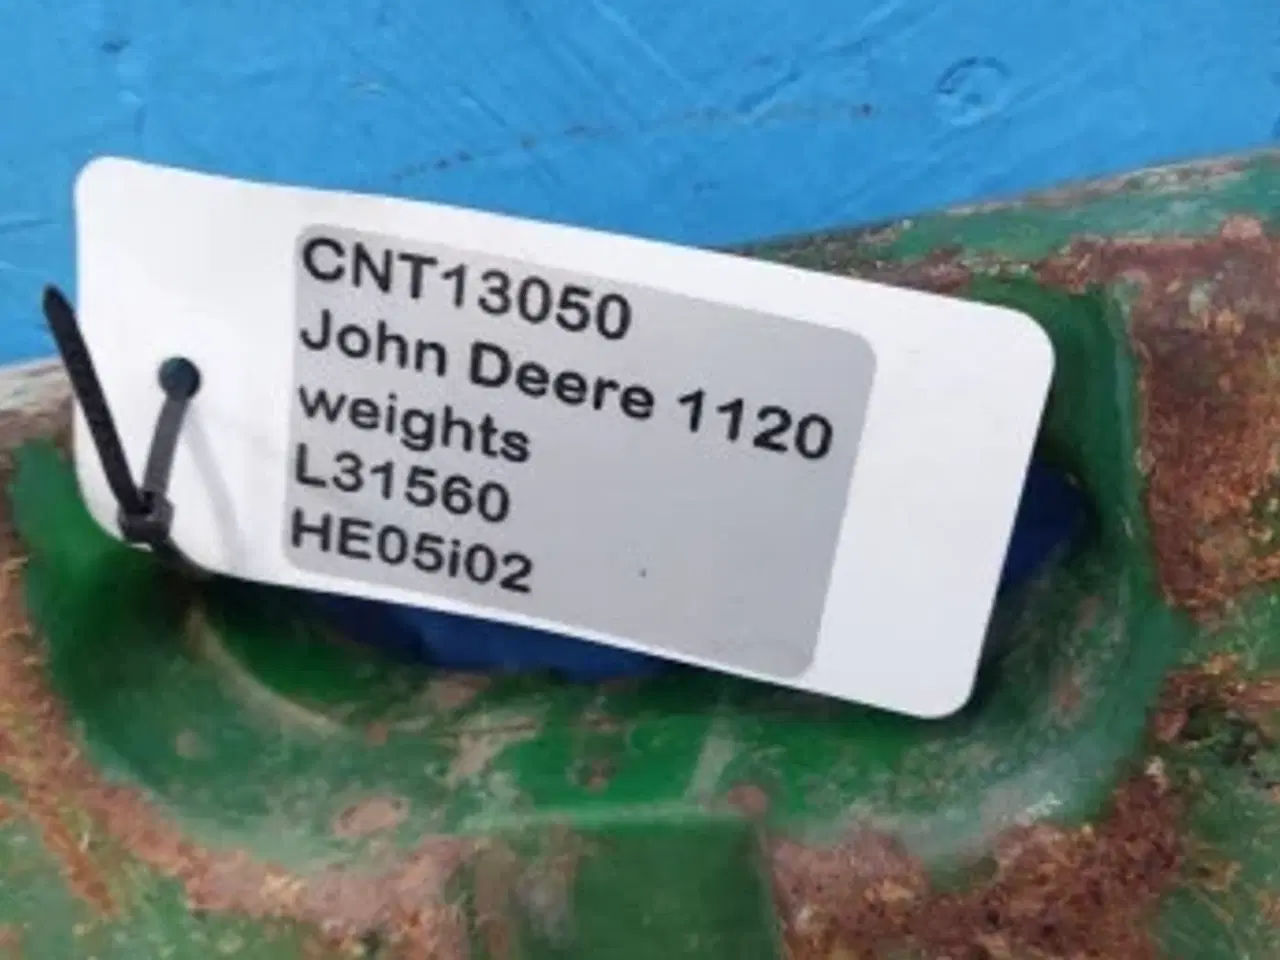 CNT13050
John Deere 1120
weights
L31560
HE05i02